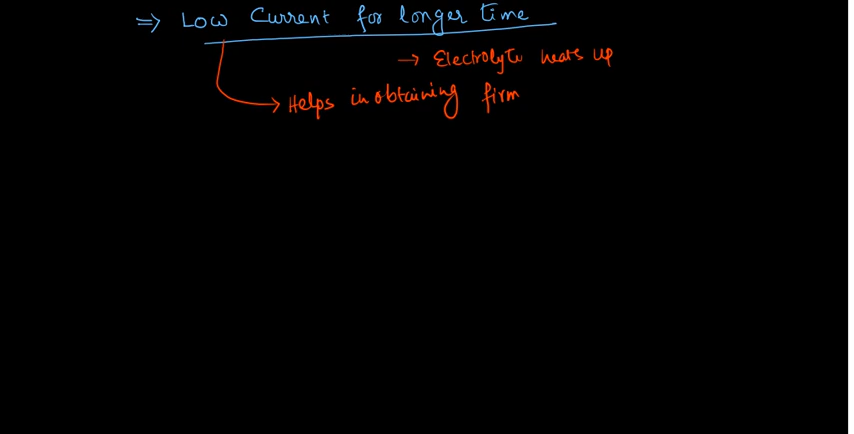 ⇒ Low Current for longer time
→ Electrolyte heats up
→ Helps in obtaining firm